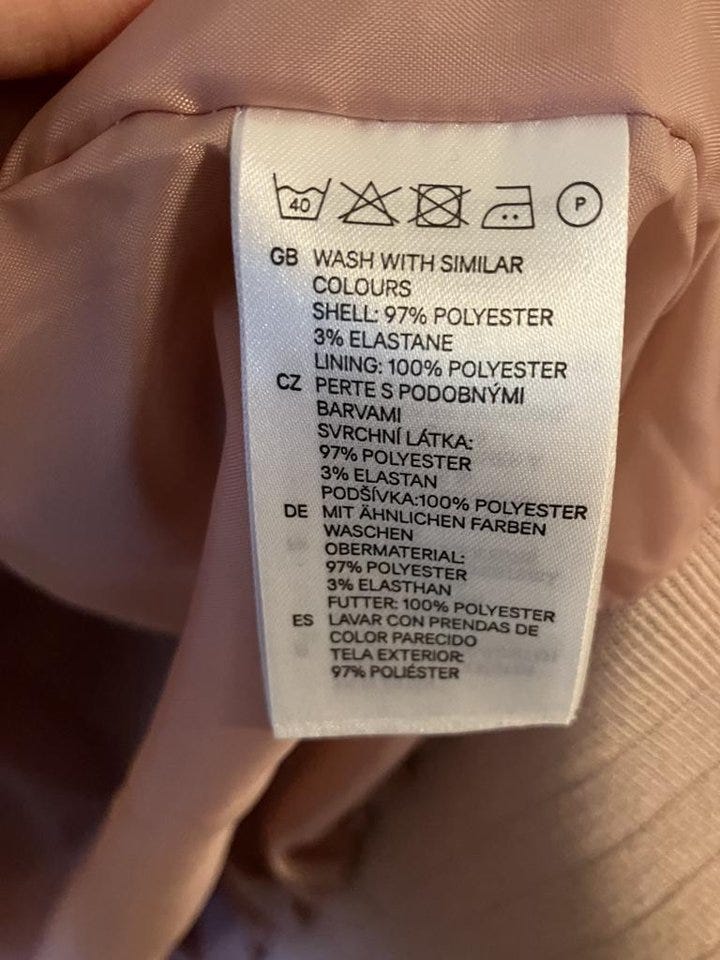 40 P
GB WASH WITH SIMILAR
COLOURS
SHELL: 97% POLYESTER
3% ELASTANE
LINING: 100% POLYESTER
CZ PERTE S PODOBNÝMI
BARVAMI
SVRCHNÍ LÁTKA:
97% POLYESTER
3% ELASTAN
PODŠÍVKA:100% POLYESTER
DE MIT ÄHNLICHEN FARBEN
WASCHEN
OBERMATERIAL:
97% POLYESTER
3% ELASTHAN
FUTTER: 100% POLYESTER
ES LAVAR CON PRENDAS DE
COLOR PARECIDO
TELA EXTERIOR:
97% POLIÉSTER